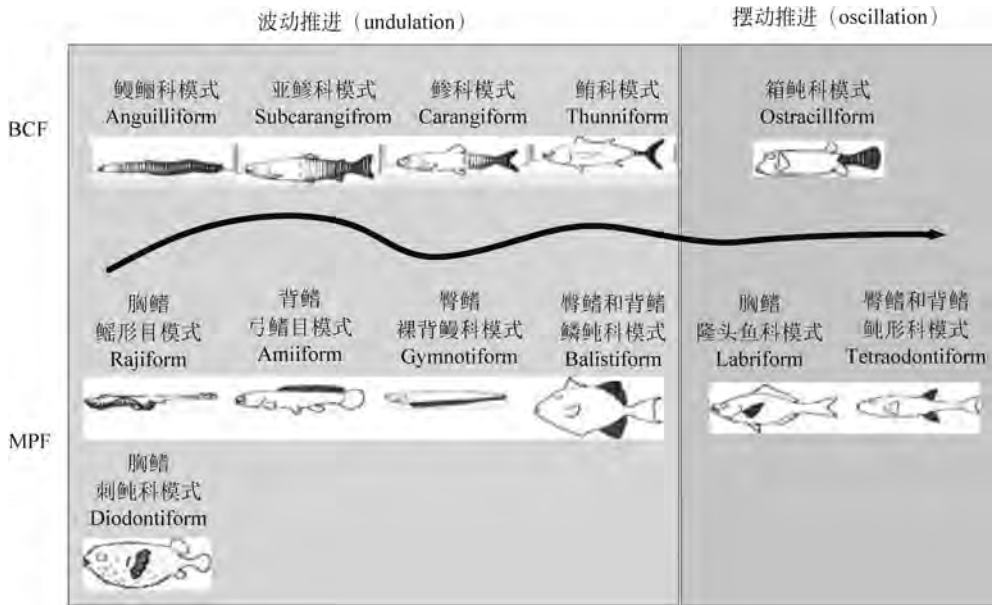 波动推进（undulation）
摆动推进（oscillation）
BCF
鳗鲡科模式
Anguilliform
亚鲹科模式
Subcarangifrom
鲹科模式
Carangiform
鲔科模式
Thunniform
箱鲀科模式
Ostracillform
MPF
胸鳍
鳐形目模式
Rajiform
背鳍
弓鳍目模式
Amiiform
臀鳍
裸背鳗科模式
Gymnotiform
臀鳍和背鳍
鳞鲀科模式
Balistiform
胸鳍
隆头鱼科模式
Labriform
臀鳍和背鳍
鲀形科模式
Tetraodontiform
胸鳍
刺鲀科模式
Diodontiform